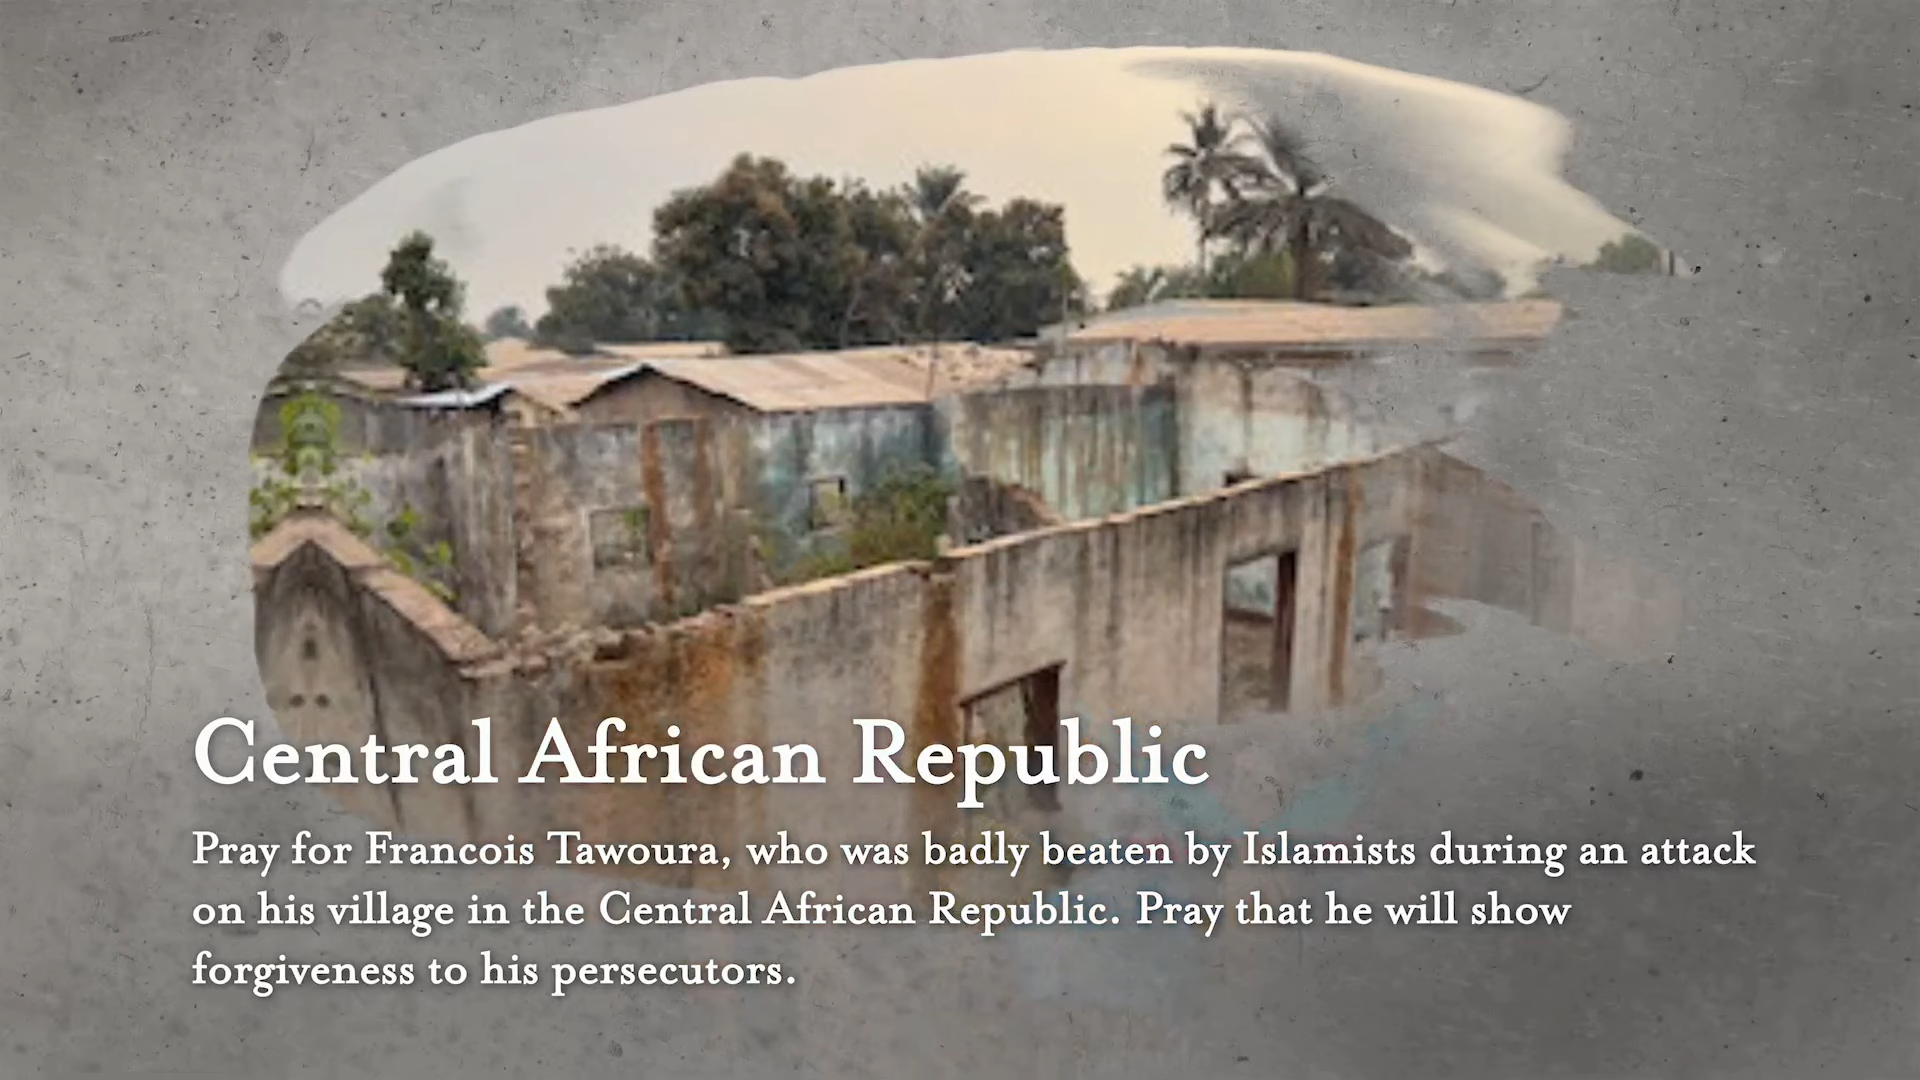 Central African Republic
Pray for Francois Tawoura, who was badly beaten by Islamists during an attack
on his village in the Central African Republic. Pray that he will show
forgiveness to his persecutors.